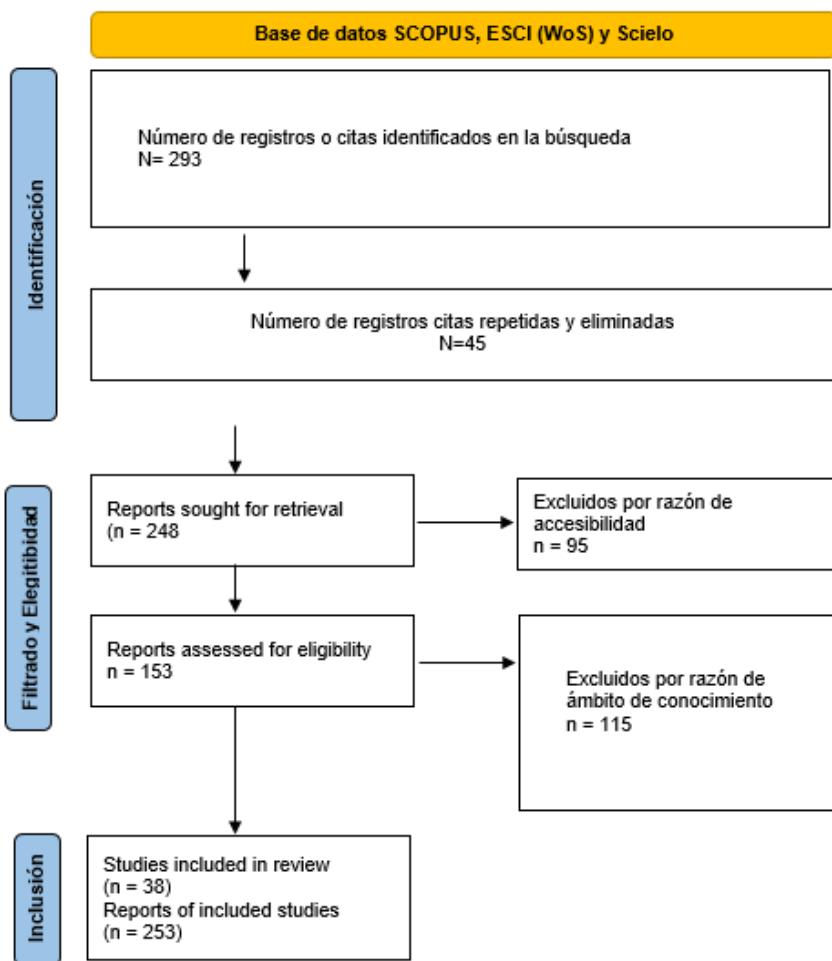 Base de datos SCOPUS, ESCI (WoS) y Scielo
Identificación
Número de registros o citas identificados en la búsqueda
N= 293
Número de registros citas repetidas y eliminadas
N=45
Filtrado y Elegitibidad
Reports sought for retrieval
(n = 248
Excluidos por razón de
accesibilidad
n = 95
Reports assessed for eligibility
n = 153
Excluidos por razón de
ámbito de conocimiento
n = 115
Inclusión
Studies included in review
(n = 38)
Reports of included studies
(n = 253)